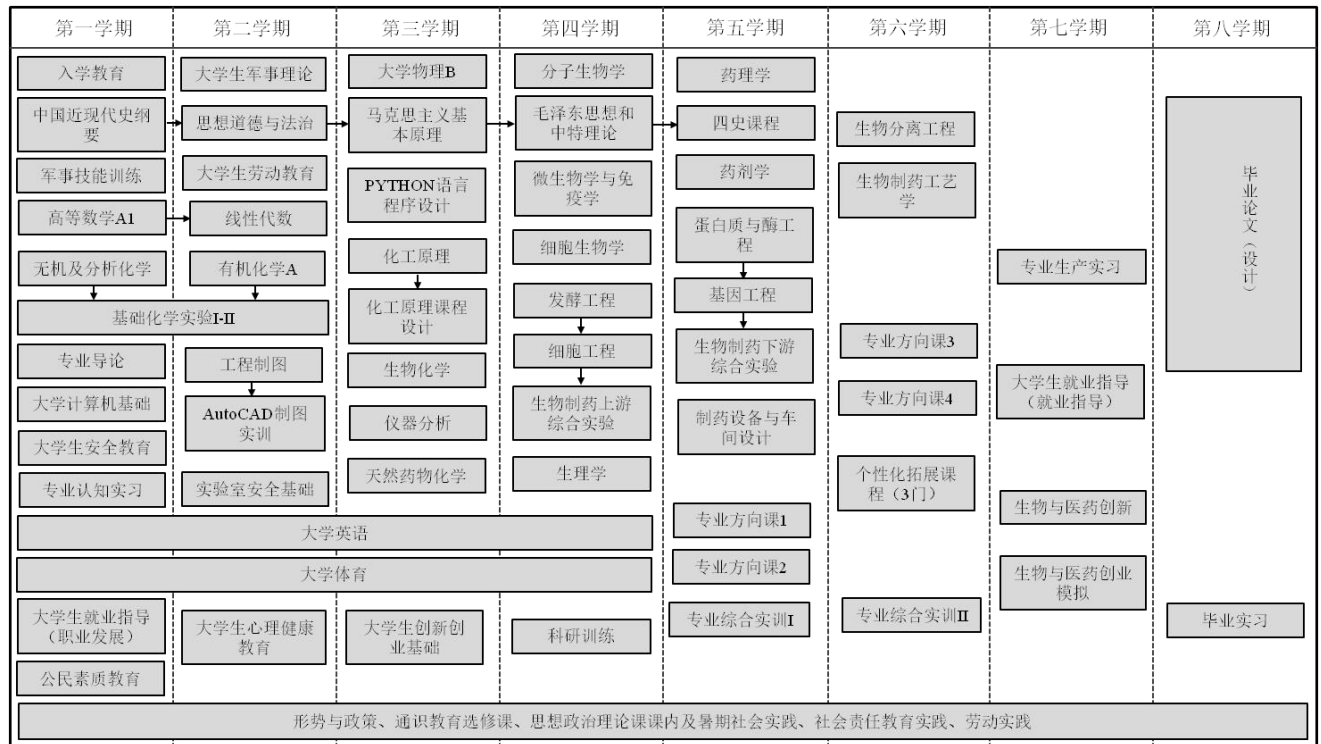 第一学期
第二学期
第三学期
第四学期
第五学期
第六学期
第七学期
第八学期
入学教育
中国近现代史纲
要
军事技能训练
高等数学A1
无机及分析化学
基础化学实验I-II
专业导论
大学计算机基础
大学生安全教育
专业认知实习
大学英语
大学体育
大学生就业指导
（职业发展）
公民素质教育
大学生军事理论
思想道德与法治
大学生劳动教育
线性代数
有机化学A
工程制图
AutoCAD制图
实训
实验室安全基础
大学生心理健康
教育
大学物理B
马克思主义基
本原理
PYTHON语言
程序设计
化工原理
化工原理课程
设计
生物化学
仪器分析
天然药物化学
大学生创新创
业基础
分子生物学
毛泽东思想和
中特理论
微生物学与免
疫学
细胞生物学
发酵工程
细胞工程
生物制药上游
综合实验
生理学
科研训练
药理学
四史课程
药剂学
蛋白质与酶工
程
基因工程
生物制药下游
综合实验
制药设备与车
间设计
专业方向课1
专业方向课2
专业综合实训I
生物分离工程
生物制药工艺
学
专业方向课3
专业方向课4
个性化拓展课
程（3门）
专业综合实训II
专业生产实习
大学生就业指导
（就业指导）
生物与医药创新
生物与医药创业
模拟
毕业论文（设计）
毕业实习
形势与政策、通识教育选修课、思想政治理论课课内及暑期社会实践、社会责任教育实践、劳动实践